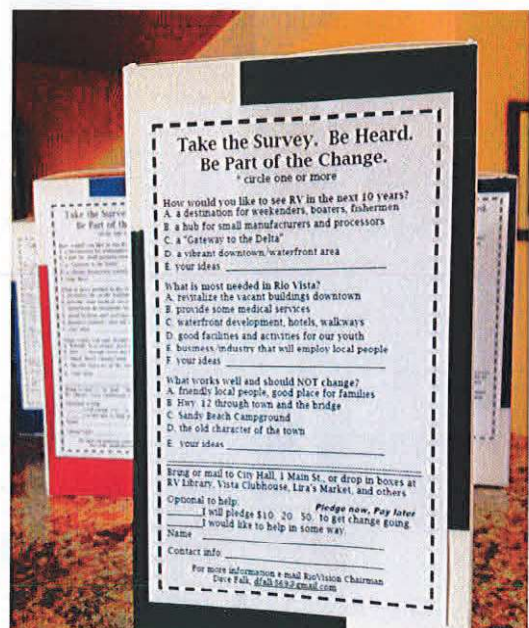 Take the Survey. Be Heard.
Be Part of the Change.
* circle one or more
How would you like to see RV in the next 10 years?
A. a destination for weekenders, boaters, fishermen
B. a hub for small manufacturers and processors
C. a "Gateway to the Delta"
D. a vibrant downtown/waterfront area
E. your ideas
What is most needed in Rio Vista?
A. revitalize the vacant buildings downtown
B. provide some medical services
C. waterfront development, hotels, walkways
D. good facilities and activities for our youth
E. business/industry that will employ local people
F. your ideas
What works well and should NOT change?
A. friendly local people, good place for families
B. Hwy. 12 through town and the bridge
C. Sandy Beach Campground
D. the old character of the town
E. your ideas
Bring or mail to City Hall, 1 Main St., or drop in boxes at
RV Library, Vista Clubhouse, Lira's Market, and others
Optional to help: Pledge now, Pay later
I will pledge $10 20 50 to get change going.
I would like to help in some way.
Name
Contact info:
For more information e mail RioVision Chairman
Dave Falk,
Take the Surve
Be Part of th